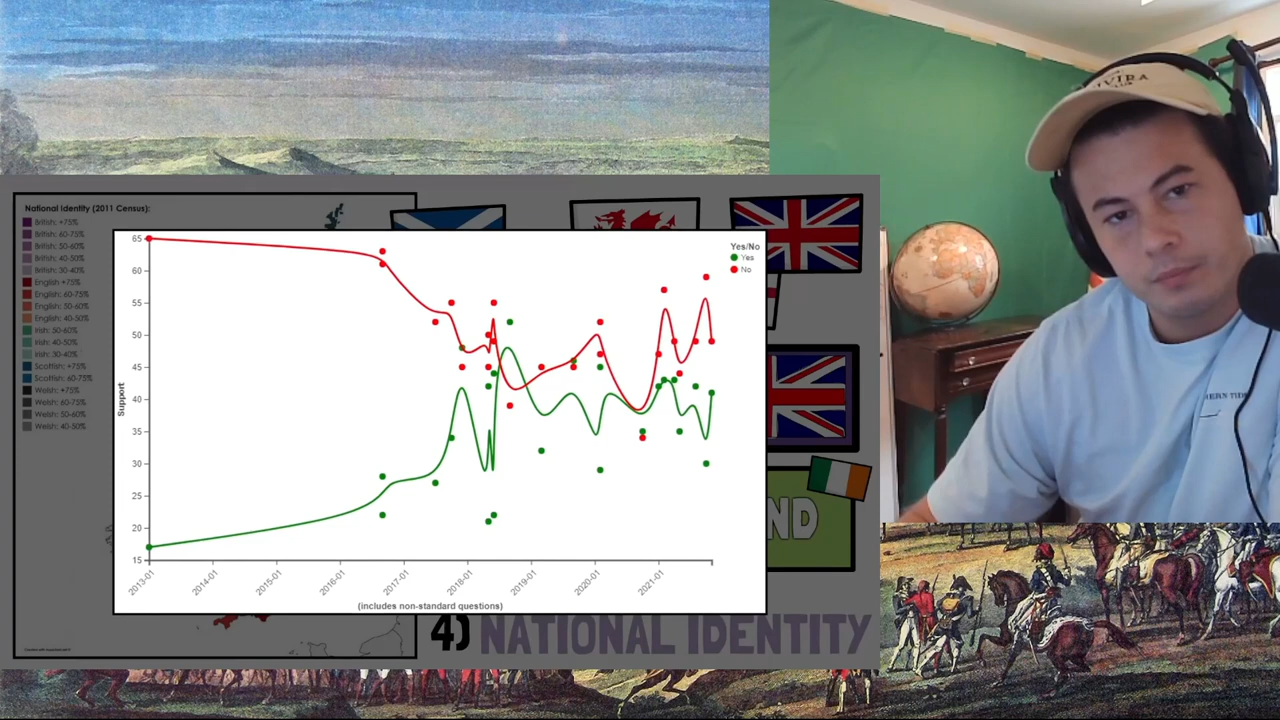 National Identity (2011 Census):
British: +75%
British: 60-75%
British: 50-60%
British: 40-50%
British: 30-40%
English +75%
English: 60-75%
English: 50-60%
English: 40-50%
Irish: 50-60%
Irish: 40-50%
Irish: 30-40%
Scottish: +75%
Scottish: 60-75%
Welsh: +75%
Welsh: 60-75%
Welsh: 50-60%
Welsh: 40-50%
Yes/No
Yes
No
Support
65
60
55
50
45
40
35
30
25
20
15
2013-01
2014-01
2015-01
2016-01
2017-01
2018-01
2019-01
2020-01
2021-01
(includes non-standard questions)
ND
4) NATIONAL IDENTITY
VIRA
HERN TIDE